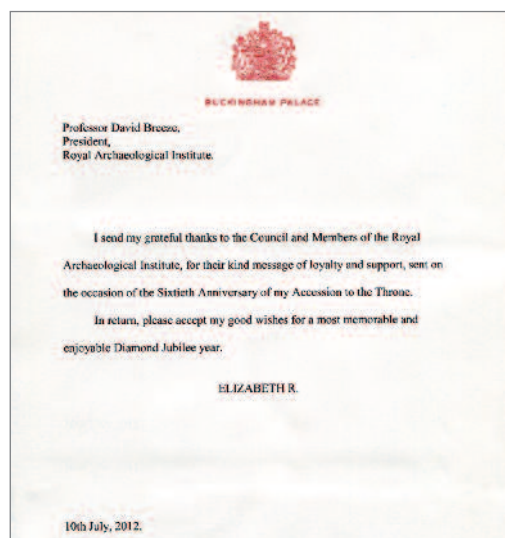 BUCKINGHAM PALACE
Professor David Breeze,
President,
Royal Archaeological Institute.
I send my grateful thanks to the Council and Members of the Royal
Archaeological Institute, for their kind message of loyalty and support, sent on
the occasion of the Sixtieth Anniversary of my Accession to the Throne.
In return, please accept my good wishes for a most memorable and
enjoyable Diamond Jubilee year.
ELIZABETH R.
10th July, 2012.